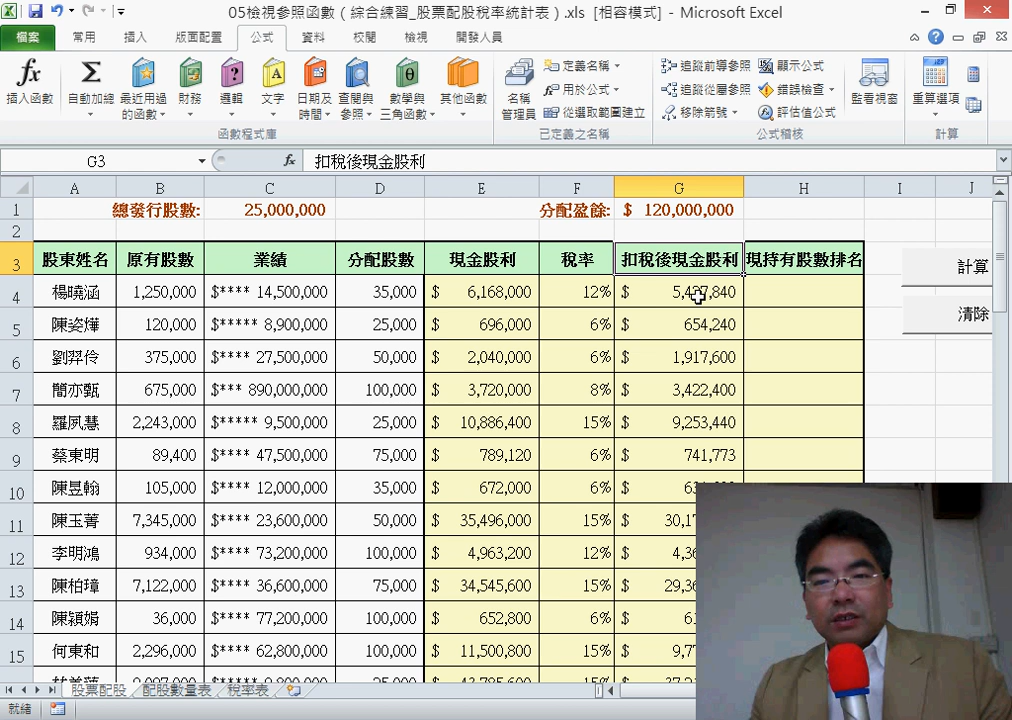 05檢視參照函數（綜合練習_股票配股稅率統計表）.xls [相容模式] - Microsoft Excel
檔案 常用 插入 版面配置 公式 資料 校閱 檢視 開發人員
插入函數 自動加總 最近用過的函數 財務 邏輯 文字 日期及時間 查閱與參照 數學與三角函數 其他函數 名稱管理員 定義名稱 用於公式 從選取範圍建立 追蹤前導參照 追蹤從屬參照 移除箭號 顯示公式 錯誤檢查 評估值公式 監看視窗 重算選項
函數程式庫 已定義之名稱 公式稽核 計算
G3 fx 扣稅後現金股利
A B C D E F G H I J
1 總發行股數: 25,000,000 分配盈餘: $ 120,000,000
2
3 股東姓名 原有股數 業績 分配股數 現金股利 稅率 扣稅後現金股利 現持有股數排名
計算
4 楊曉涵 1,250,000 $**** 14,500,000 35,000 $ 6,168,000 12% $
5 陳姿燁 120,000 $***** 8,900,000 25,000 $ 696,000 6% $ 654,240
清除
6 劉羿伶 375,000 $**** 27,500,000 50,000 $ 2,040,000 6% $ 1,917,600
7 簡亦甄 675,000 $*** 890,000,000 100,000 $ 3,720,000 8% $ 3,422,400
8 羅夙慧 2,243,000 $***** 9,500,000 25,000 $ 10,886,400 15% $ 9,253,440
9 蔡東明 89,400 $**** 47,500,000 75,000 $ 789,120 6% $ 741,773
10 陳昱翰 105,000 $**** 12,000,000 35,000 $ 672,000 6% $
11 陳玉菁 7,345,000 $**** 23,600,000 50,000 $ 35,496,000 15% $
12 李明鴻 934,000 $**** 73,200,000 100,000 $ 4,963,200 12% $
13 陳柏璋 7,122,000 $**** 36,600,000 75,000 $ 34,545,600 15% $
14 陳穎娟 36,000 $**** 77,200,000 100,000 $ 652,800 6% $
15 何東和 2,296,000 $**** 62,800,000 100,000 $ 11,500,800 15% $
股票配股 配股數量表 稅率表
就緒